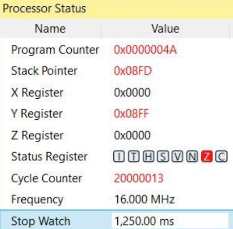 Processor Status
Name Value
Program Counter 0x0000004A
Stack Pointer 0x08FD
X Register 0x0000
Y Register 0x08FF
Z Register 0x0000
Status Register I T H S V N Z C
Cycle Counter 20000013
Frequency 16.000 MHz
Stop Watch 1,250.00 ms